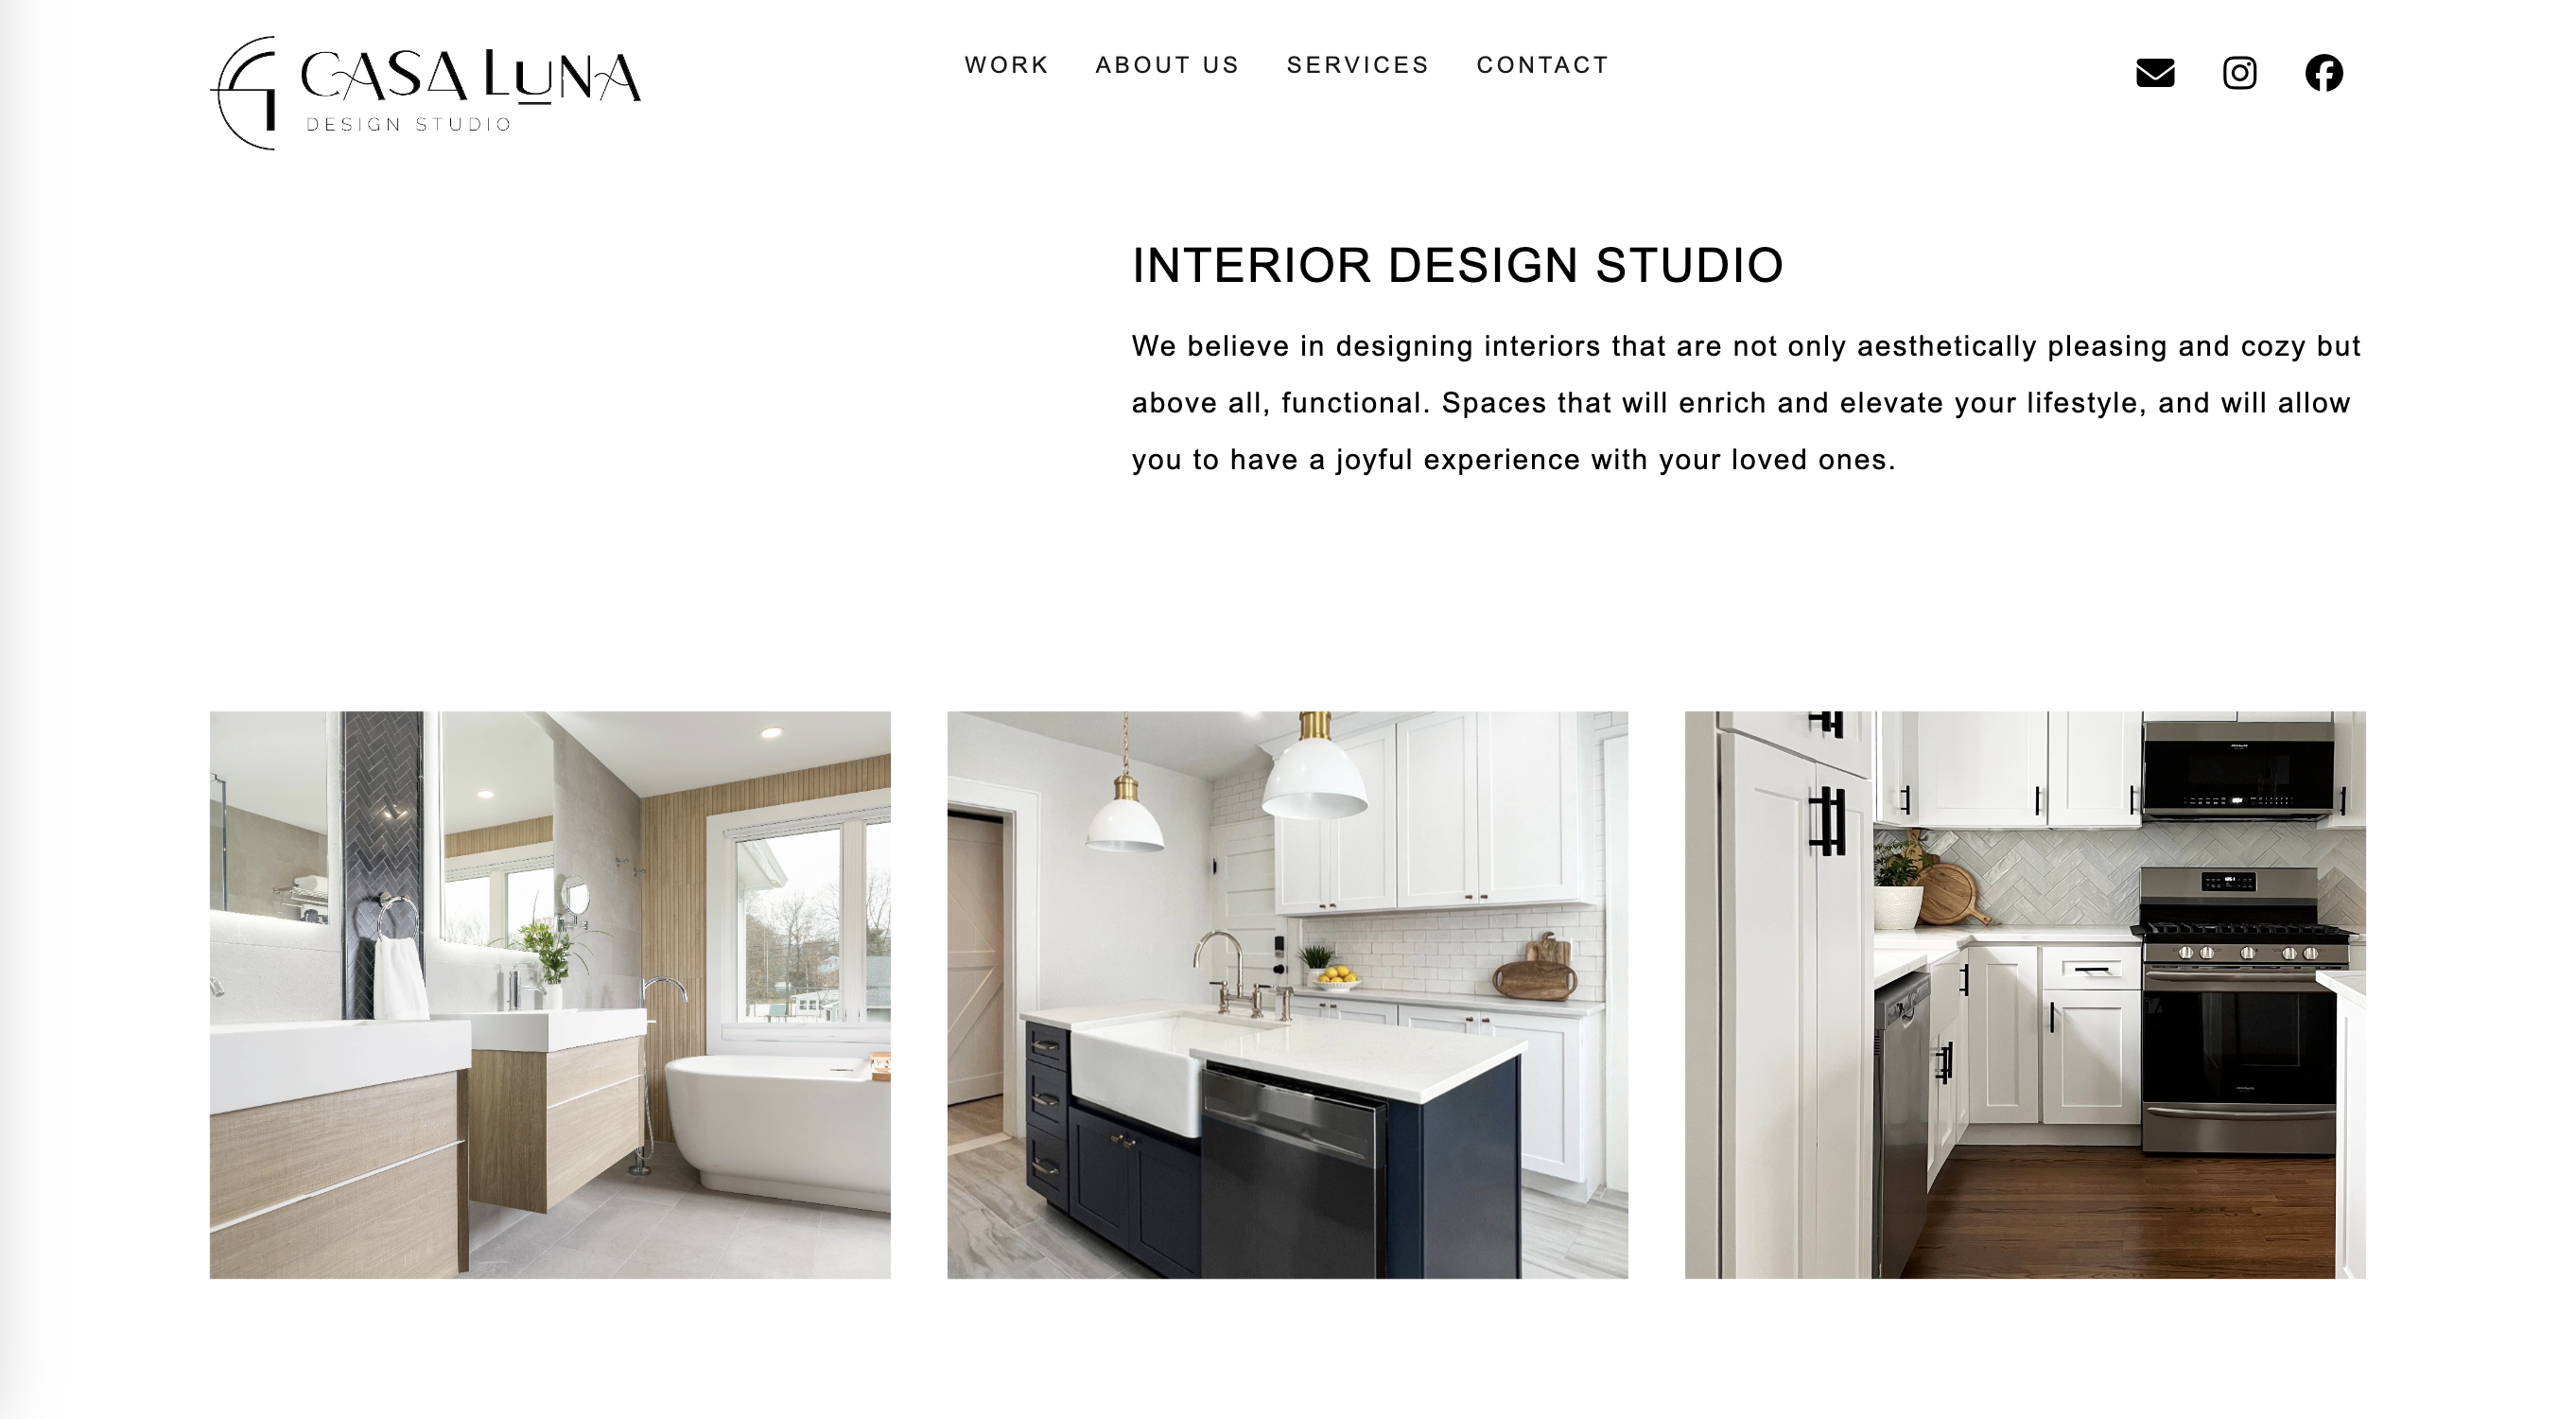 CASA LUNA
DESIGN STUDIO
WORK ABOUT US SERVICES CONTACT
INTERIOR DESIGN STUDIO
We believe in designing interiors that are not only aesthetically pleasing and cozy but
above all, functional. Spaces that will enrich and elevate your lifestyle, and will allow
you to have a joyful experience with your loved ones.